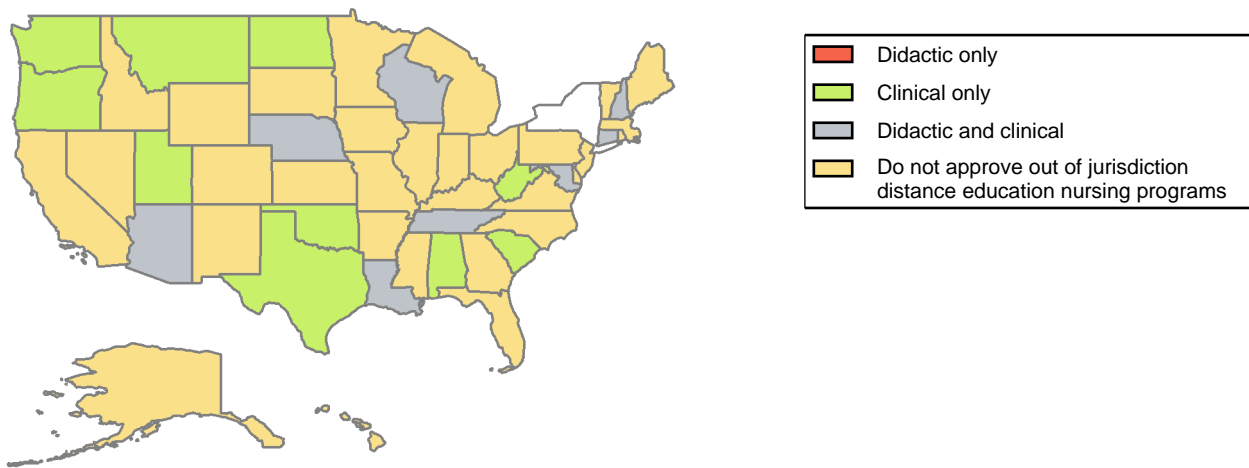 Didactic only
Clinical only
Didactic and clinical
Do not approve out of jurisdiction
distance education nursing programs